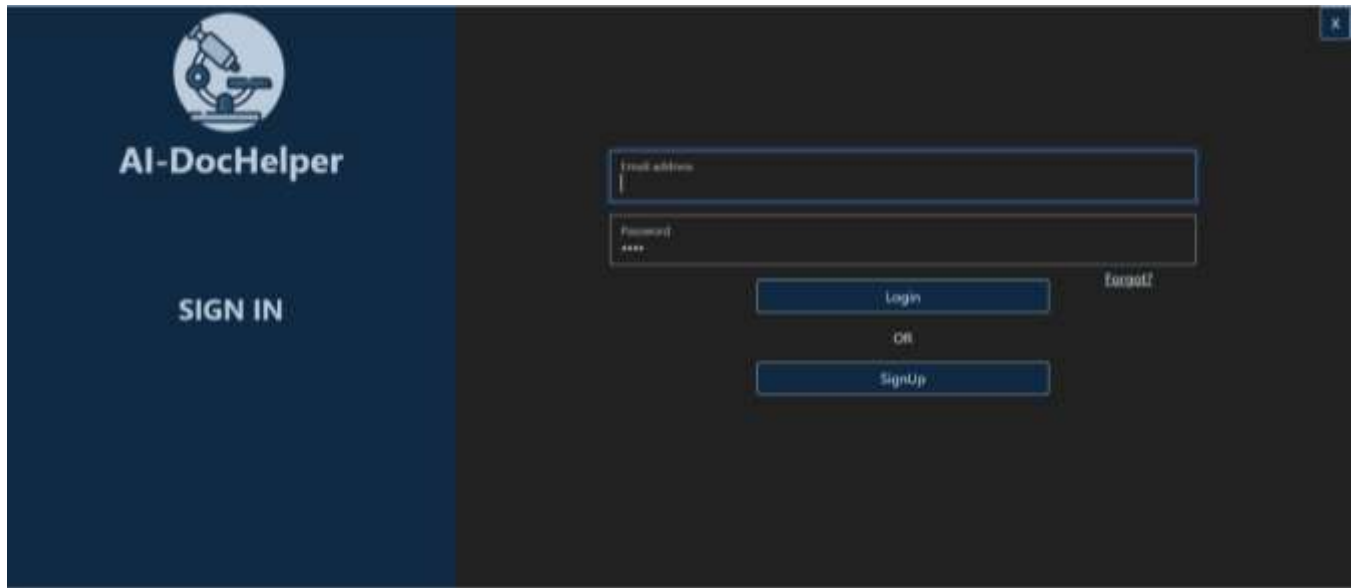 X
AI-DocHelper
SIGN IN
Email address
Password
****
Forgot?
Login
OR
SignUp